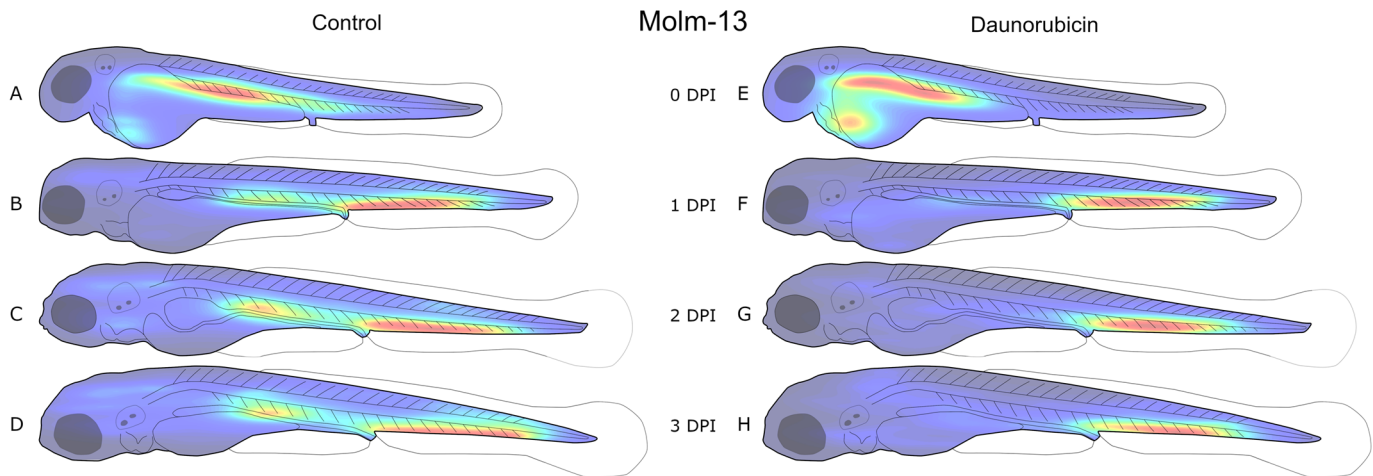 Control Molm-13 Daunorubicin
A 0 DPI E
B 1 DPI F
C 2 DPI G
D 3 DPI H